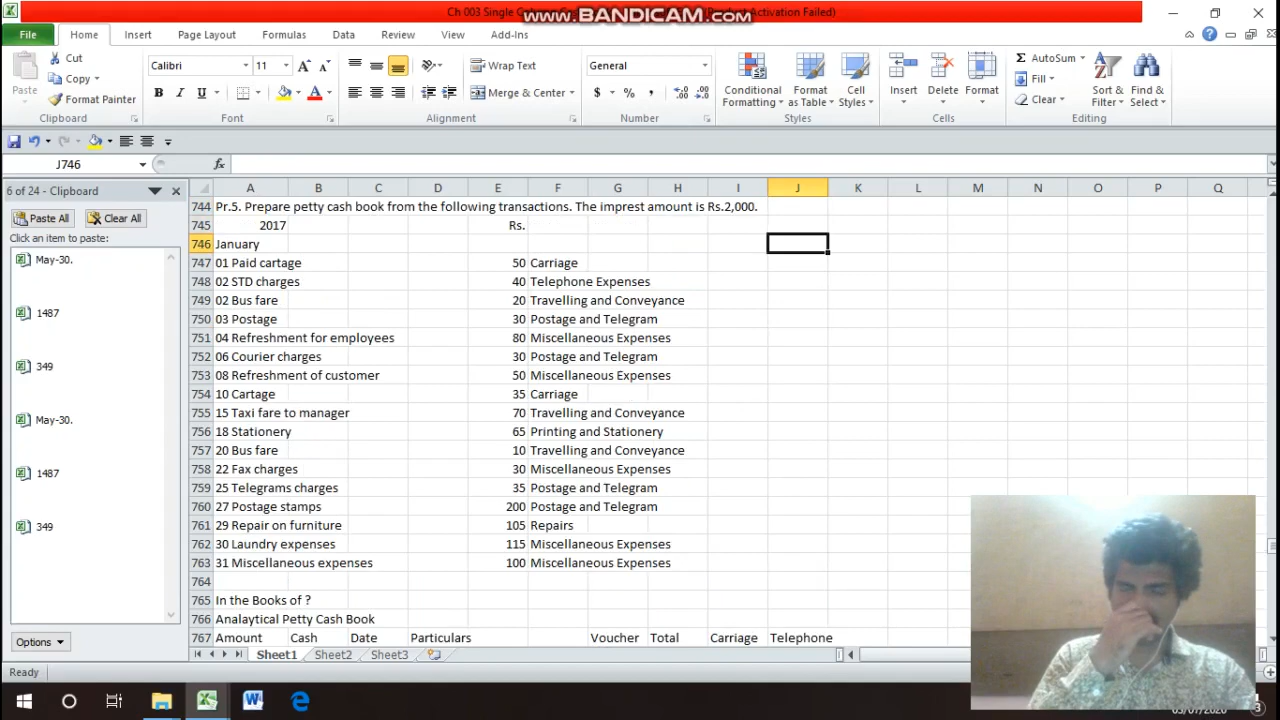 Ch 003 Single Column
www.BANDICAM.com
Activation Failed)
File Home Insert Page Layout Formulas Data Review View Add-Ins
Paste
Cut
Copy
Format Painter
Clipboard
Calibri 11
Font
Wrap Text
Merge & Center
Alignment
General
Number
Conditional Formatting
Format as Table
Cell Styles
Styles
Insert Delete Format
Cells
AutoSum
Fill
Clear
Sort & Filter
Find & Select
Editing
J746
fx
6 of 24 - Clipboard
Paste All Clear All
Click an item to paste:
May-30.
1487
349
May-30.
1487
349
Options
A B C D E F G H I J K L M N O P Q
744 Pr.5. Prepare petty cash book from the following transactions. The imprest amount is Rs.2,000.
745 2017 Rs.
746 January
747 01 Paid cartage 50 Carriage
748 02 STD charges 40 Telephone Expenses
749 02 Bus fare 20 Travelling and Conveyance
750 03 Postage 30 Postage and Telegram
751 04 Refreshment for employees 80 Miscellaneous Expenses
752 06 Courier charges 30 Postage and Telegram
753 08 Refreshment of customer 50 Miscellaneous Expenses
754 10 Cartage 35 Carriage
755 15 Taxi fare to manager 70 Travelling and Conveyance
756 18 Stationery 65 Printing and Stationery
757 20 Bus fare 10 Travelling and Conveyance
758 22 Fax charges 30 Miscellaneous Expenses
759 25 Telegrams charges 35 Postage and Telegram
760 27 Postage stamps 200 Postage and Telegram
761 29 Repair on furniture 105 Repairs
762 30 Laundry expenses 115 Miscellaneous Expenses
763 31 Miscellaneous expenses 100 Miscellaneous Expenses
764
765 In the Books of ?
766 Analaytical Petty Cash Book
767 Amount Cash Date Particulars Voucher Total Carriage Telephone
Sheet1 Sheet2 Sheet3
Ready